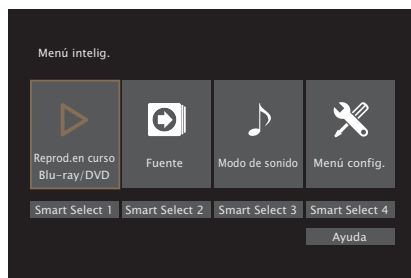 Menú intelig.
Reprod.en curso
Blu-ray/DVD
Fuente
Modo de sonido
Menú config.
Smart Select 1
Smart Select 2
Smart Select 3
Smart Select 4
Ayuda